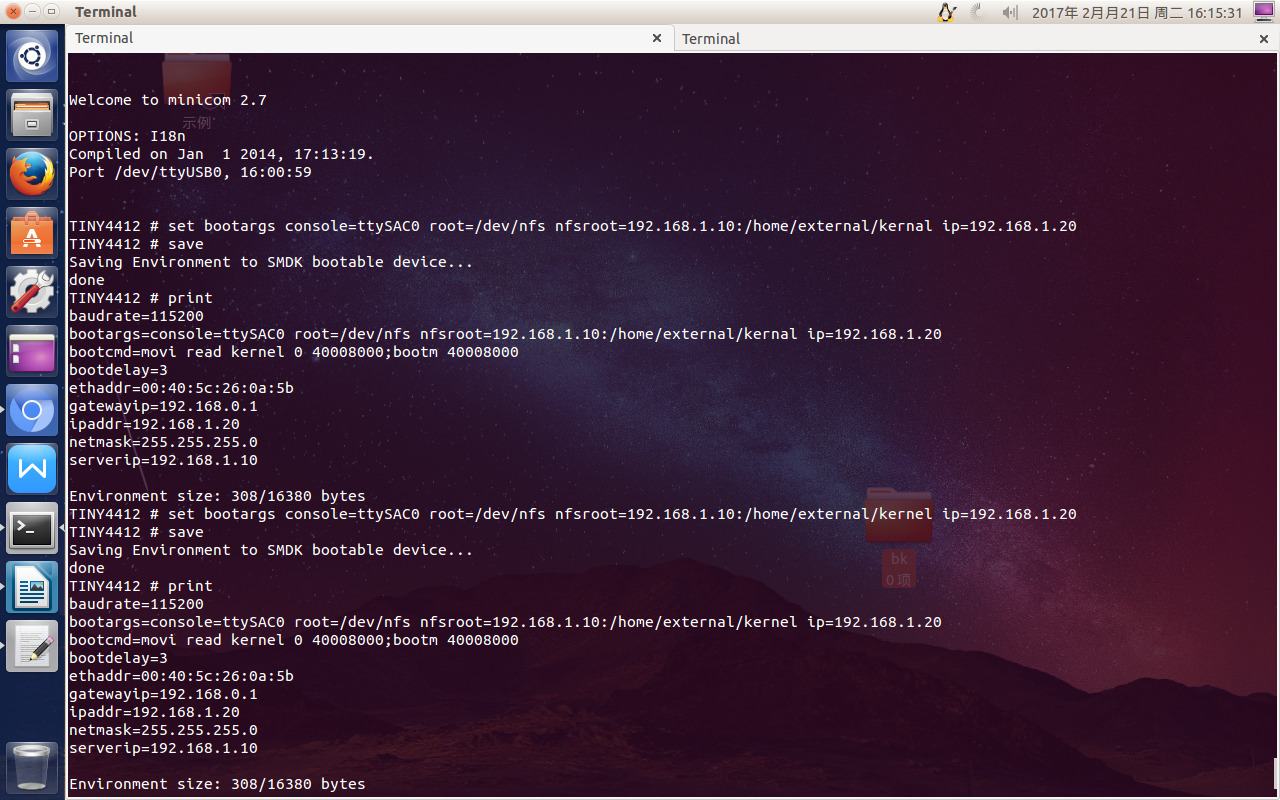 Terminal
2017年 2月月21日 周二 16:15:31
Terminal
Terminal
示例
Welcome to minicom 2.7
OPTIONS: I18n
Compiled on Jan  1 2014, 17:13:19.
Port /dev/ttyUSB0, 16:00:59
TINY4412 # set bootargs console=ttySAC0 root=/dev/nfs nfsroot=192.168.1.10:/home/external/kernal ip=192.168.1.20
TINY4412 # save
Saving Environment to SMDK bootable device...
done
TINY4412 # print
baudrate=115200
bootargs=console=ttySAC0 root=/dev/nfs nfsroot=192.168.1.10:/home/external/kernal ip=192.168.1.20
bootcmd=movi read kernel 0 40008000;bootm 40008000
bootdelay=3
ethaddr=00:40:5c:26:0a:5b
gatewayip=192.168.0.1
ipaddr=192.168.1.20
netmask=255.255.255.0
serverip=192.168.1.10
Environment size: 308/16380 bytes
TINY4412 # set bootargs console=ttySAC0 root=/dev/nfs nfsroot=192.168.1.10:/home/external/kernel ip=192.168.1.20
TINY4412 # save
Saving Environment to SMDK bootable device...
done
bk
0 项
TINY4412 # print
baudrate=115200
bootargs=console=ttySAC0 root=/dev/nfs nfsroot=192.168.1.10:/home/external/kernel ip=192.168.1.20
bootcmd=movi read kernel 0 40008000;bootm 40008000
bootdelay=3
ethaddr=00:40:5c:26:0a:5b
gatewayip=192.168.0.1
ipaddr=192.168.1.20
netmask=255.255.255.0
serverip=192.168.1.10
Environment size: 308/16380 bytes